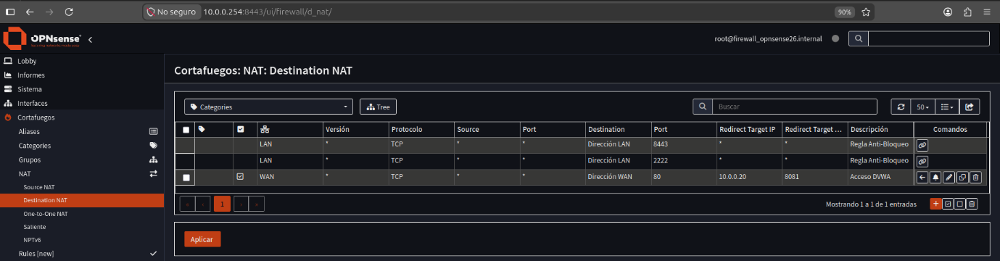 No seguro 10.0.0.254:8443/ui/firewall/d_nat/ 90%
OPNsense
root@firewall_opnsense26.internal
Lobby
Informes
Sistema
Interfaces
Cortafuegos
Aliases
Categories
Grupos
NAT
Source NAT
Destination NAT
One-to-One NAT
Saliente
NPTv6
Rules [new]
Cortafuegos: NAT: Destination NAT
Categories Tree Buscar 50
Versión Protocolo Source Port Destination Port Redirect Target IP Redirect Target ... Descripción Comandos
LAN * TCP * * Dirección LAN 8443 * * Regla Anti-Bloqueo
LAN * TCP * * Dirección LAN 2222 * * Regla Anti-Bloqueo
WAN * TCP * * Dirección WAN 80 10.0.0.20 8081 Acceso DVWA
« ‹ 1 › » Mostrando 1 a 1 de 1 entradas
Aplicar